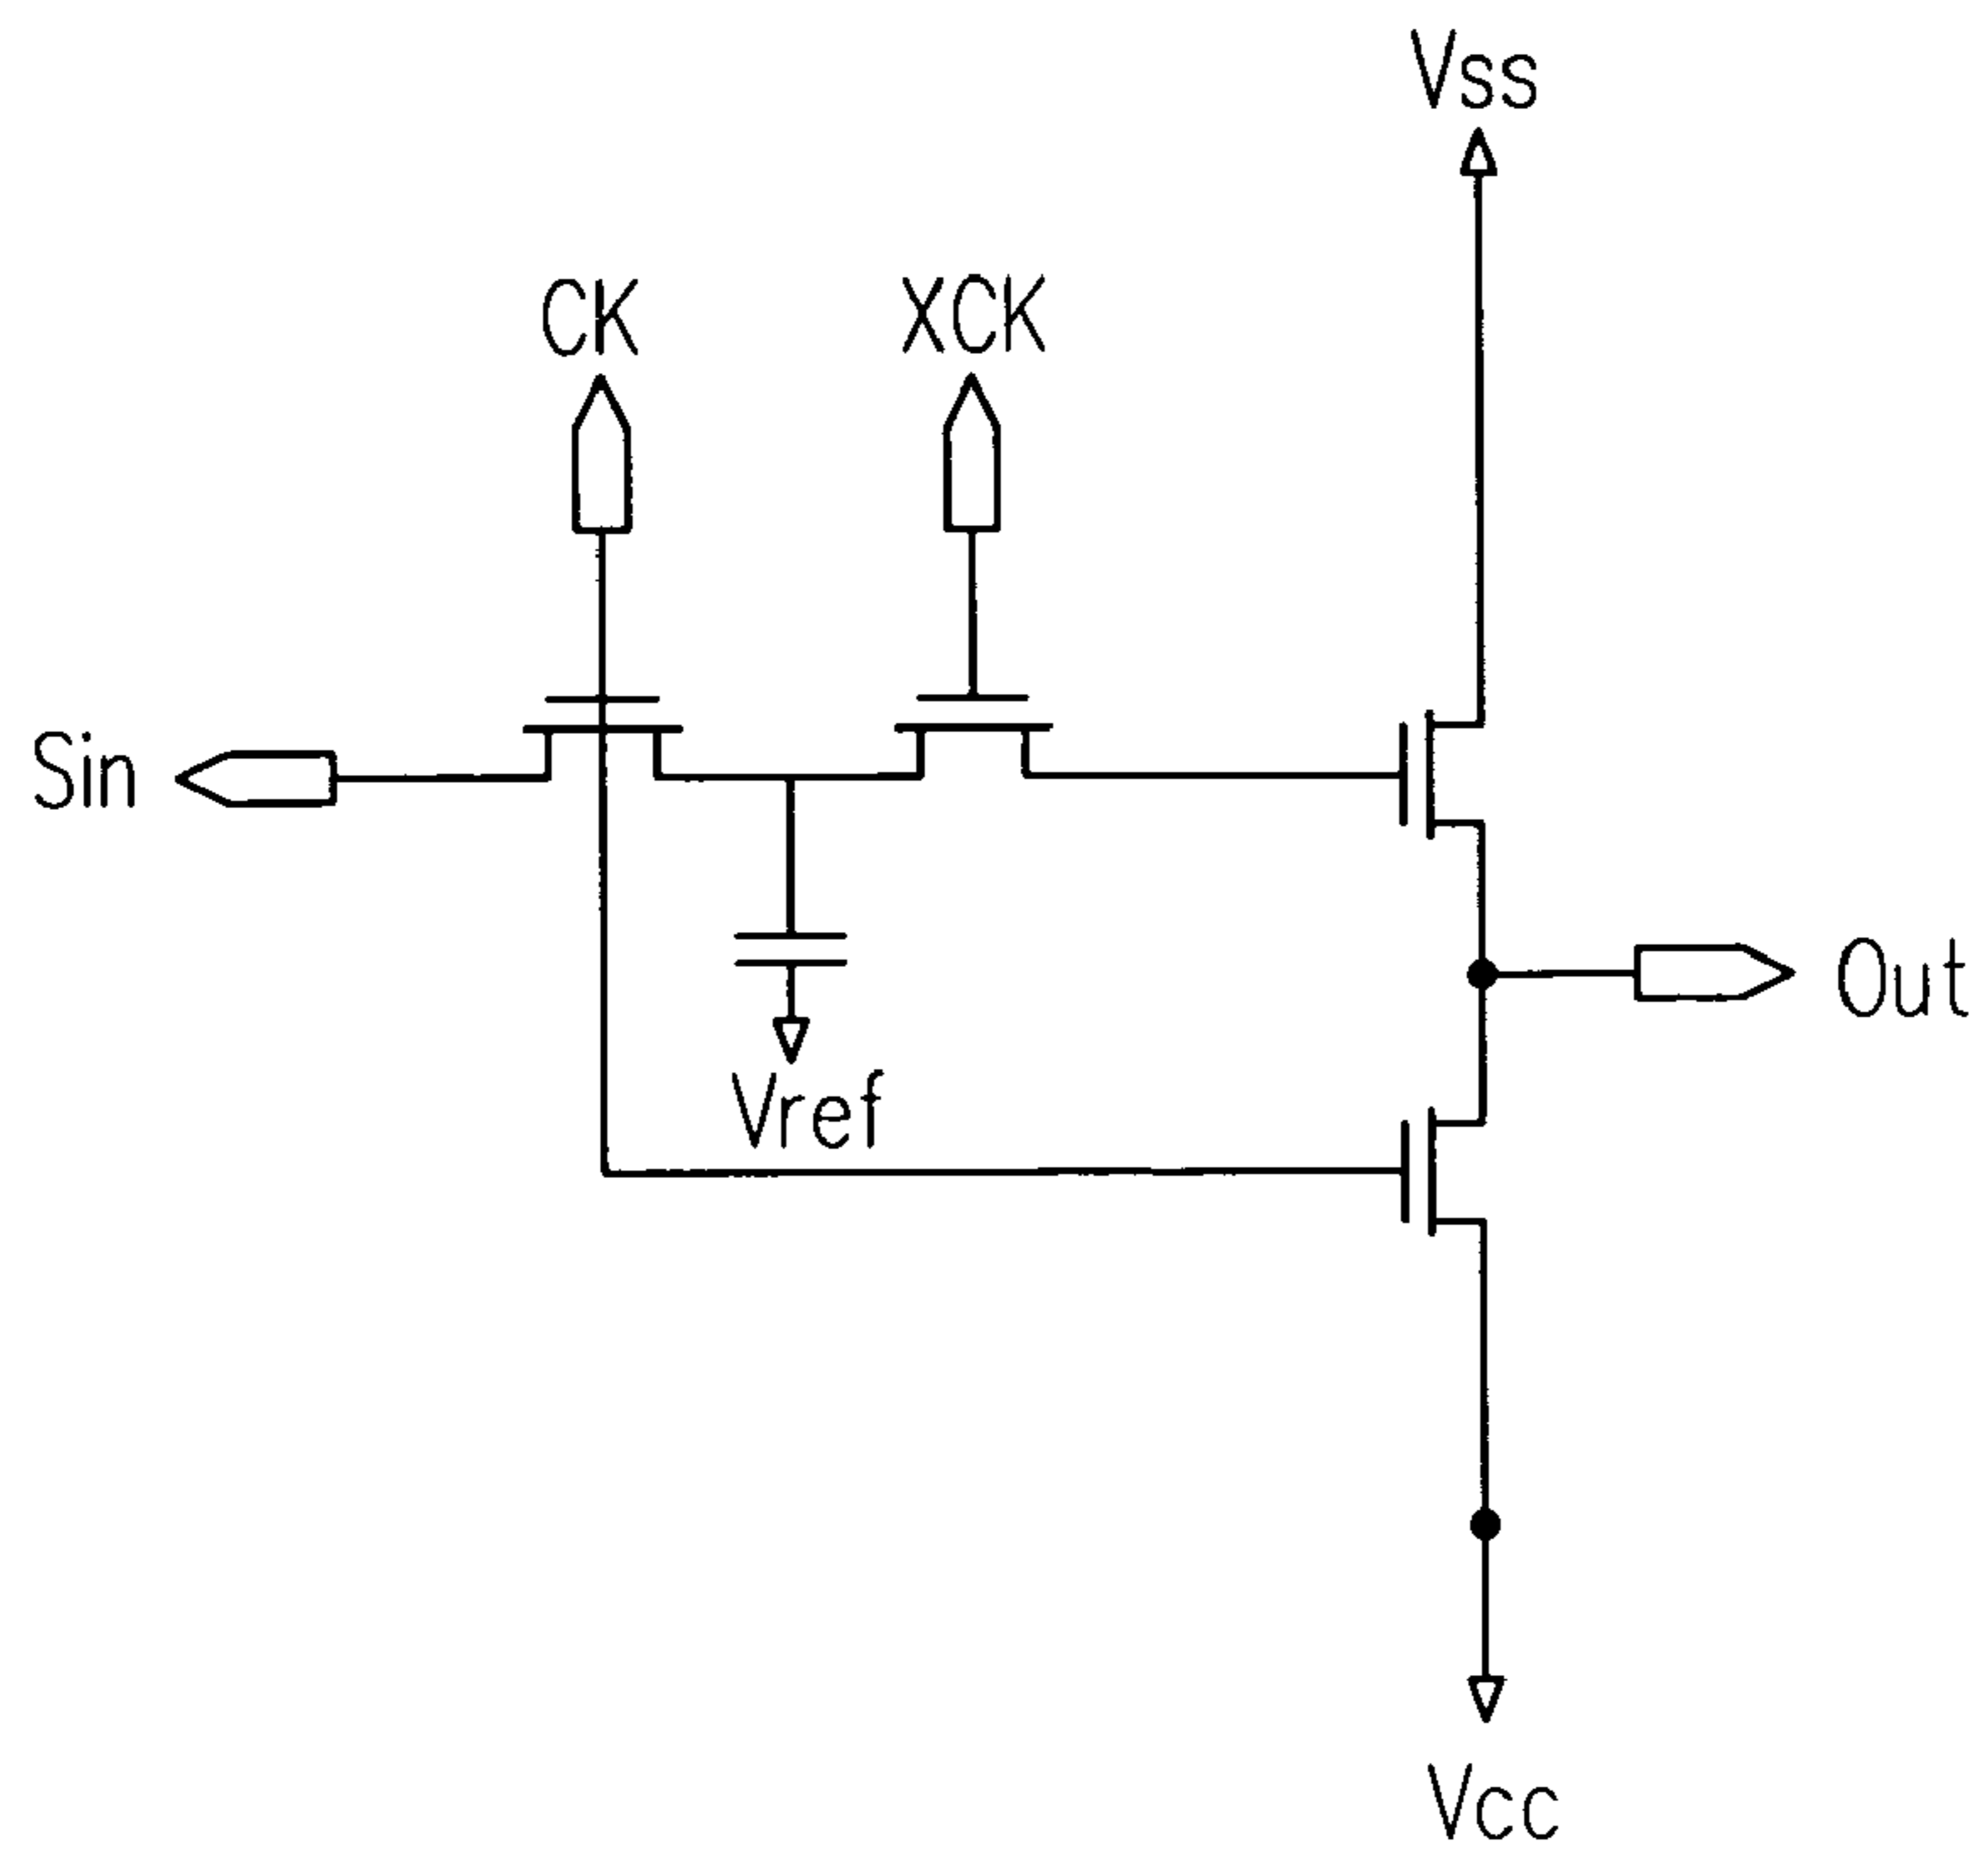 Vss
CK
XCK
Sin
Out
Vref
Vcc